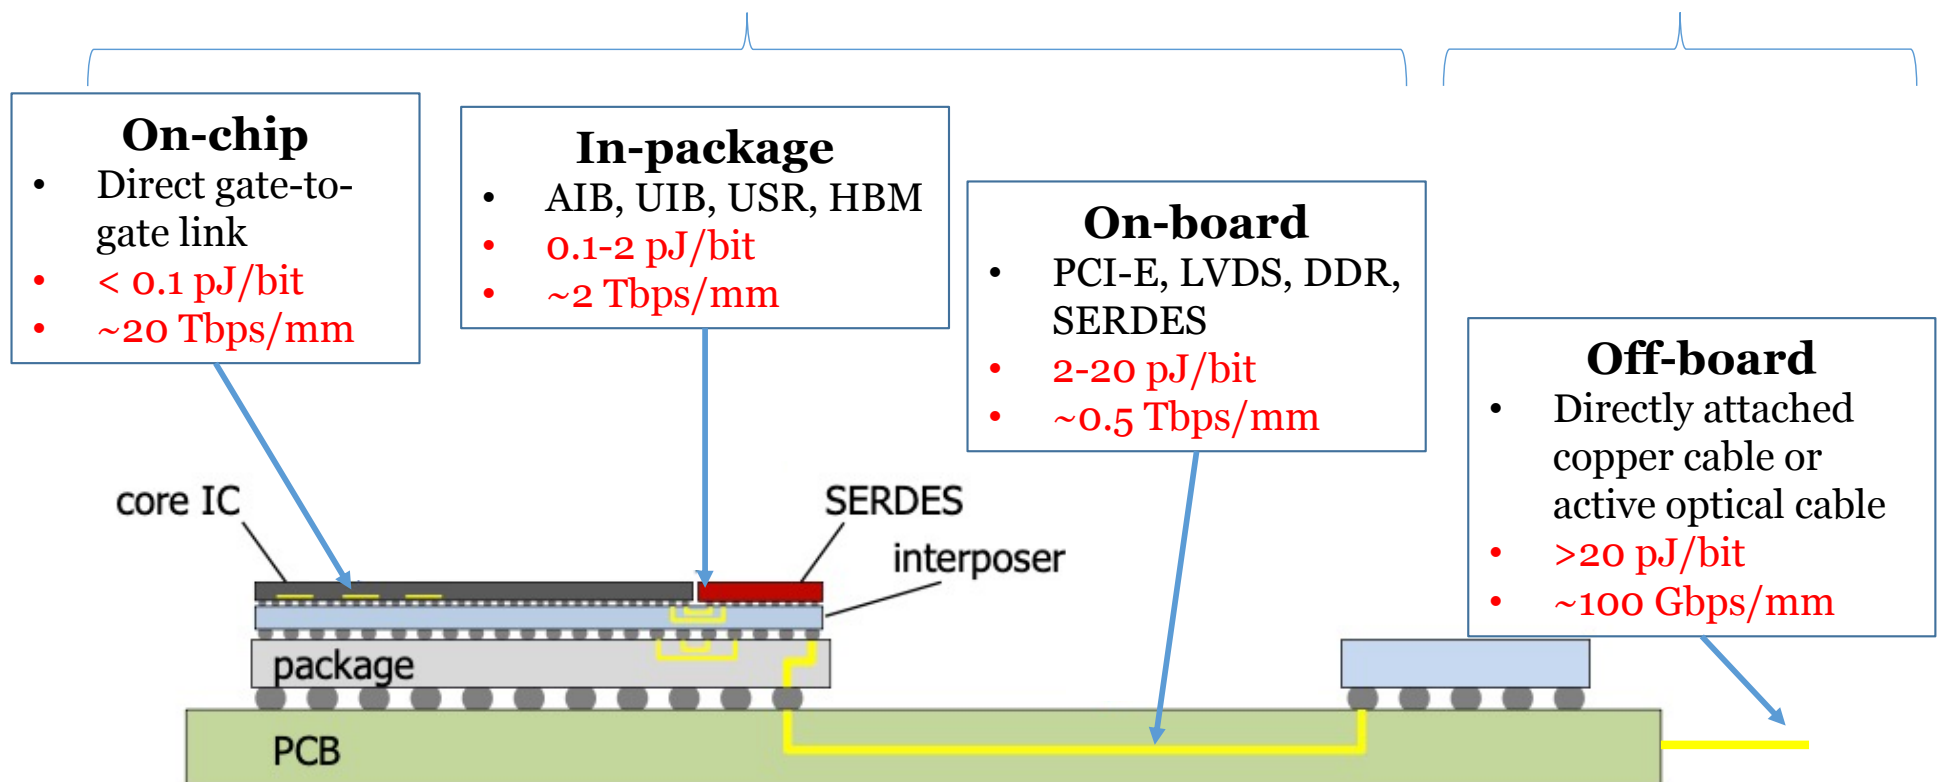 On-chip
• Direct gate-to-
gate link
• < 0.1 pJ/bit
• ~20 Tbps/mm
In-package
• AIB, UIB, USR, HBM
• 0.1-2 pJ/bit
• ~2 Tbps/mm
On-board
• PCI-E, LVDS, DDR,
SERDES
• 2-20 pJ/bit
• ~0.5 Tbps/mm
Off-board
• Directly attached
copper cable or
active optical cable
• >20 pJ/bit
• ~100 Gbps/mm
core IC
SERDES
interposer
package
PCB